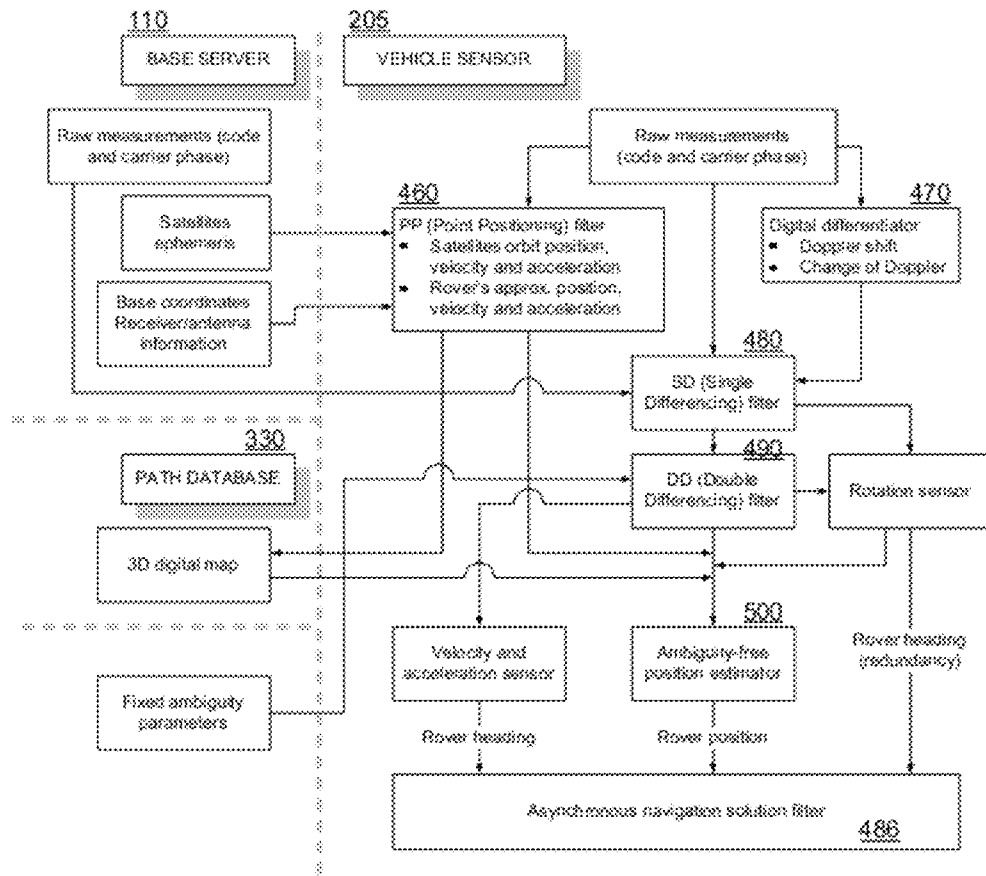 110
BASE SERVER
205
VEHICLE SENSOR
Raw measurements (code
and carrier phase)
Raw measurements
(code and carrier phase)
Satellites
ephemeris
Base coordinates
Receiver/antenna
information
460
PP (Point Positioning) filter
Satellites orbit position,
velocity and acceleration
Rover's approx. position,
velocity and acceleration
470
Digital differentiator
Doppler shift
Change of Doppler
480
SD (Single
Differencing) filter
330
PATH DATABASE
490
DD (Double
Differencing) filter
Rotation sensor
3D digital map
Fixed ambiguity
parameters
Velocity and
acceleration sensor
500
Ambiguity-free
position estimator
Rover heading
(redundancy)
Rover heading
Rover position
Asynchronous navigation solution filter
486